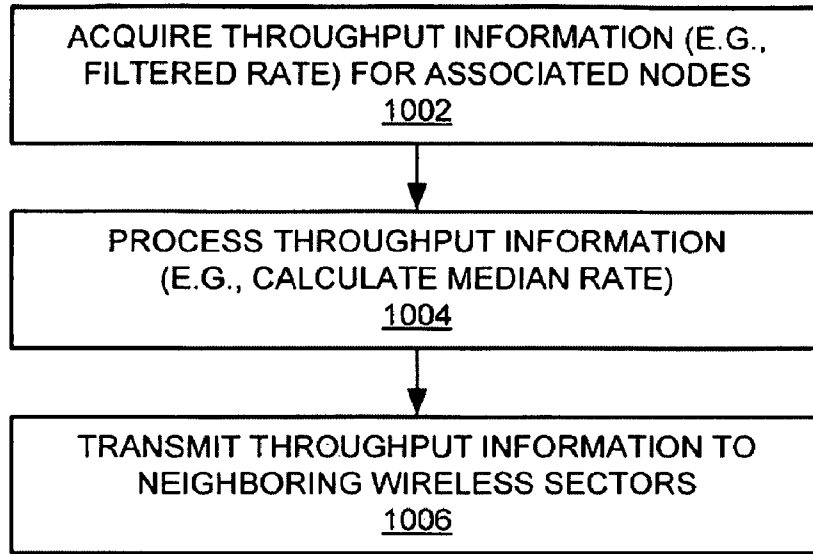 ACQUIRE THROUGHPUT INFORMATION (E.G.,
FILTERED RATE) FOR ASSOCIATED NODES
1002
PROCESS THROUGHPUT INFORMATION
(E.G., CALCULATE MEDIAN RATE)
1004
TRANSMIT THROUGHPUT INFORMATION TO
NEIGHBORING WIRELESS SECTORS
1006